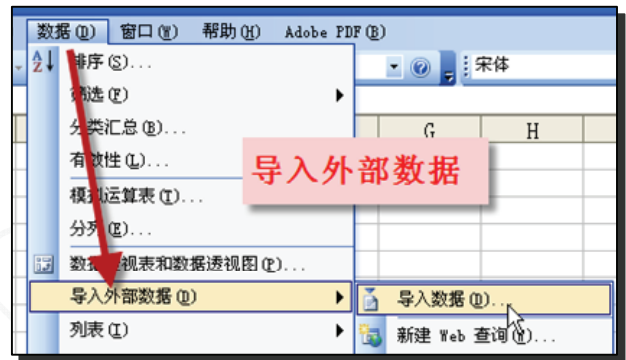 数据(D) 窗口(W) 帮助(H) Adobe PDF(B)
排序(S)...
宋体
筛选(F)
分类汇总(B)...
G H
有效性(L)...
导入外部数据
模拟运算表(T)...
分列(E)...
数据透视表和数据透视图(P)...
导入外部数据(D)
导入数据(D)...
列表(I)
新建 Web 查询(W)...